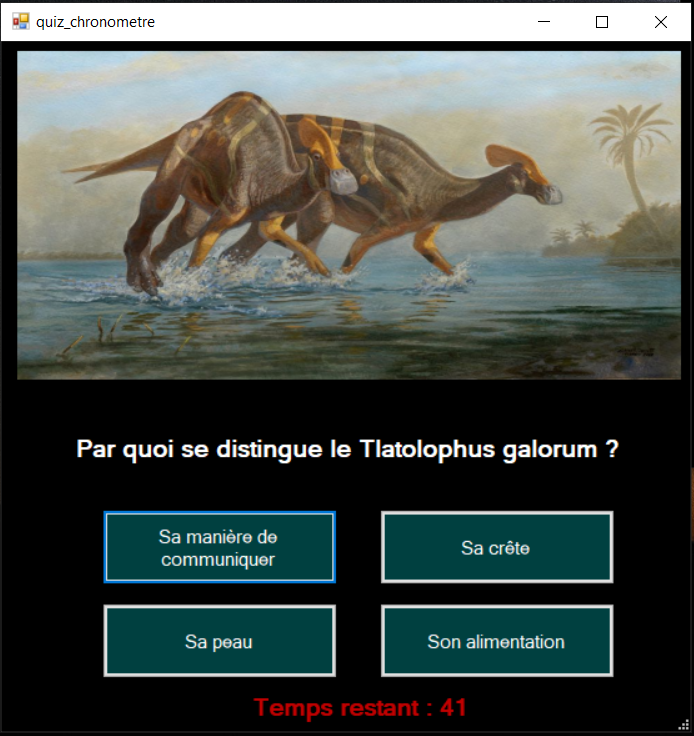 quiz_chronometre
Par quoi se distingue le Tlatolophus galorum ?
Sa manière de
communiquer
Sa crête
Sa peau
Son alimentation
Temps restant : 41